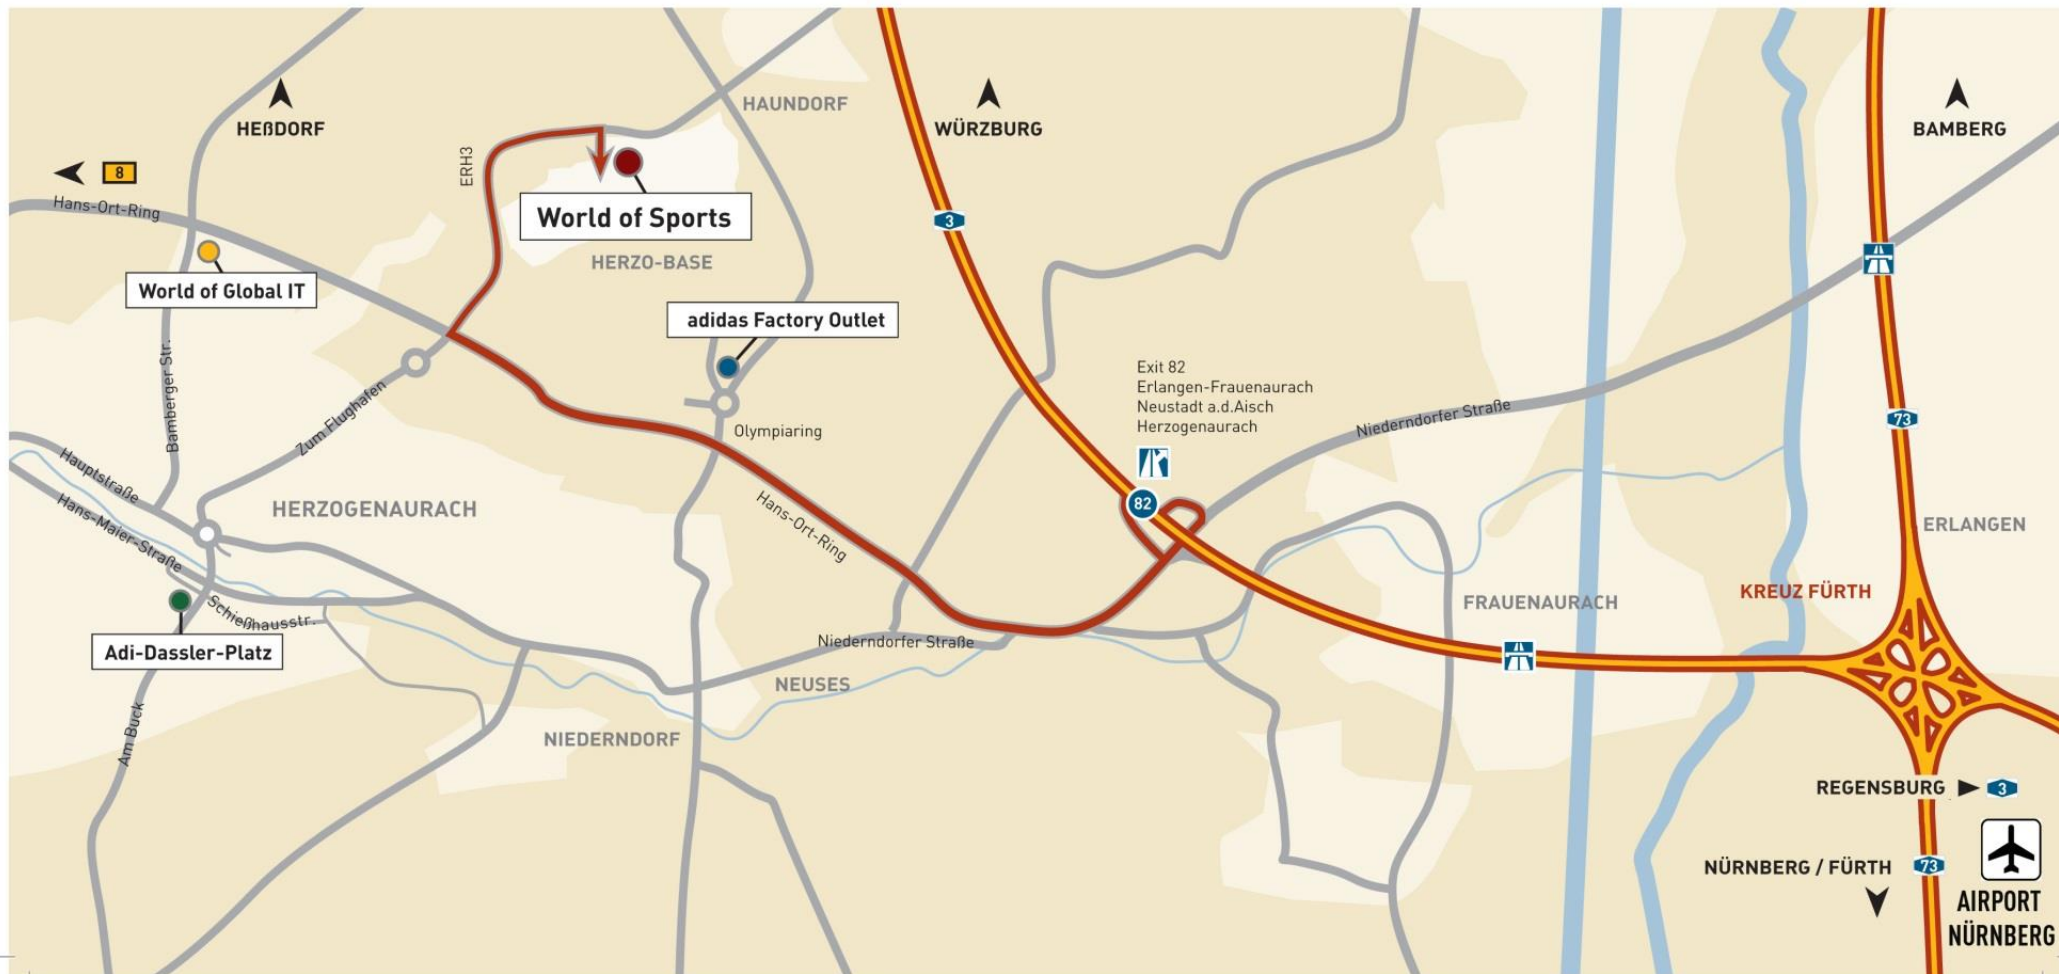 HEẞDORF
8
Hans-Ort-Ring
World of Global IT
Bamberger Str.
ERH3
HAUNDORF
World of Sports
HERZO-BASE
adidas Factory Outlet
Olympiaring
Zum Flughafen
Hauptstraße
Hans-Maier-Straße
HERZOGENAURACH
Schießhausstr.
Adi-Dassler-Platz
Am Buck
Hans-Ort-Ring
Niederndorfer Straße
NEUSES
NIEDERNDORF
WÜRZBURG
3
Exit 82
Erlangen-Frauenaurach
Neustadt a.d.Aisch
Herzogenaurach
82
Niederndorfer Straße
FRAUENAURACH
BAMBERG
73
ERLANGEN
KREUZ FÜRTH
REGENSBURG
3
NÜRNBERG / FÜRTH
73
AIRPORT
NÜRNBERG